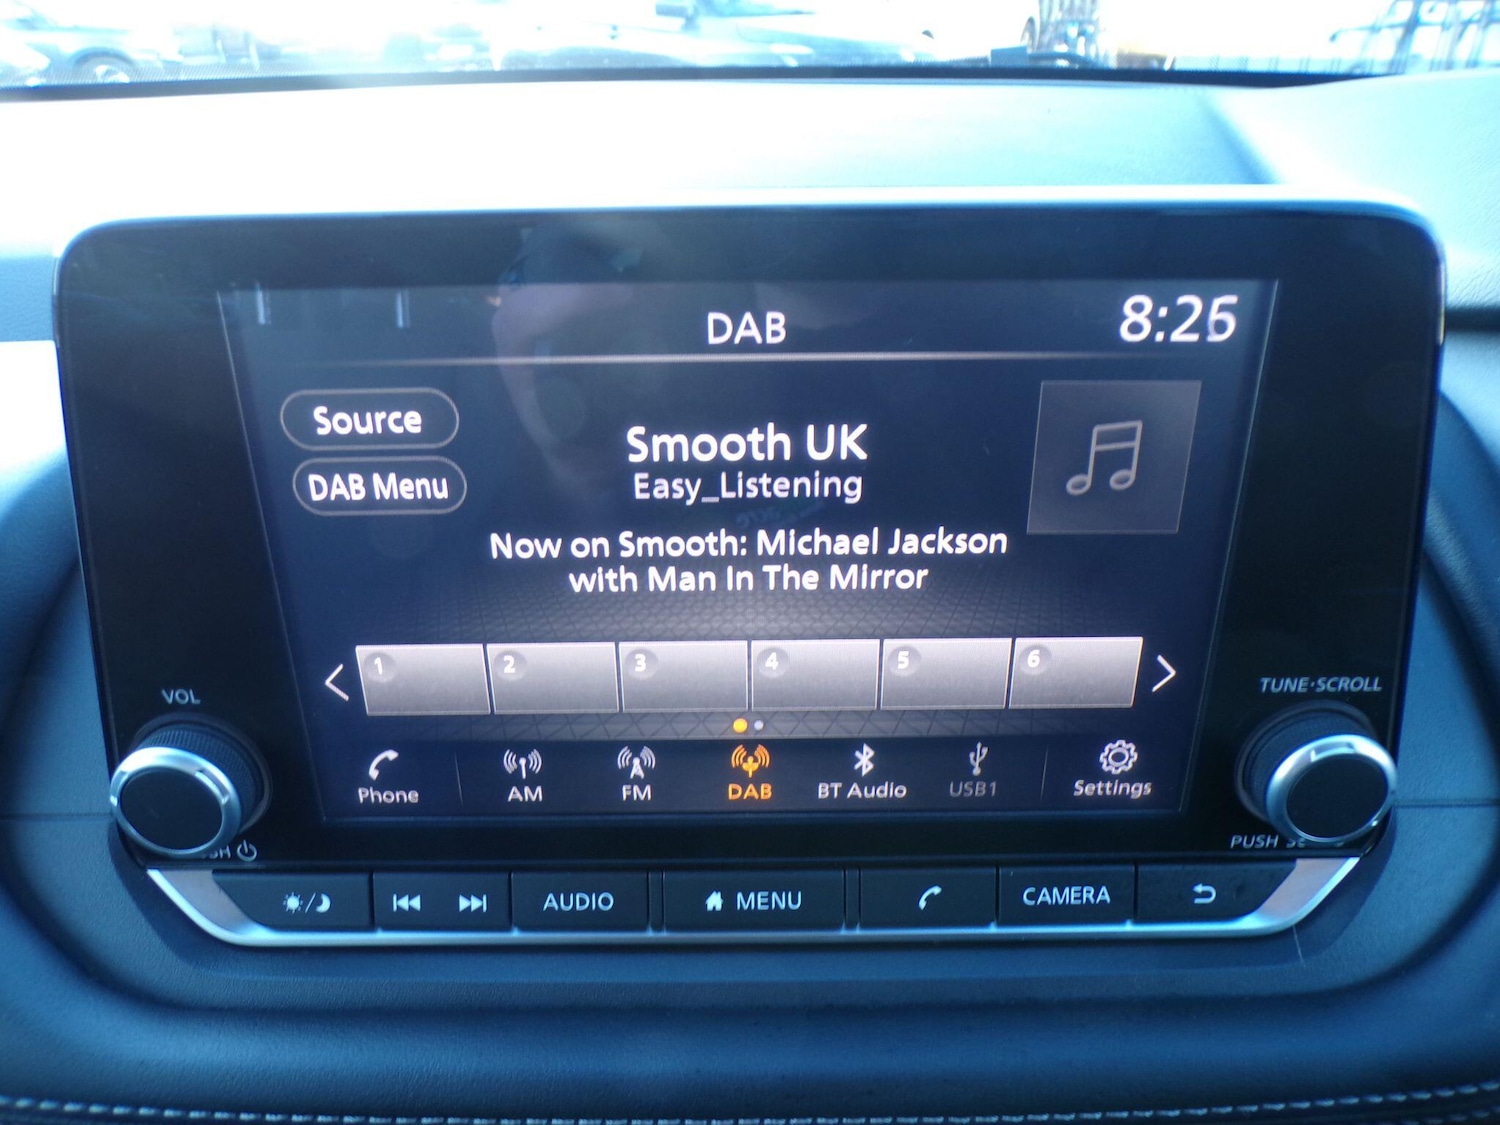 DAB
8:26
Source
DAB Menu
Smooth UK
Easy_Listening
Now on Smooth: Michael Jackson
with Man In The Mirror
1 2 3 4 5 6
VOL
TUNE·SCROLL
Phone AM FM DAB BT Audio USB1 Settings
PUSH
AUDIO MENU CAMERA